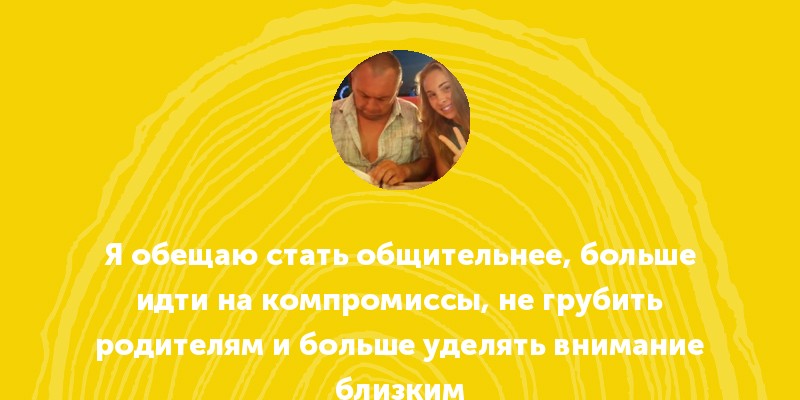 Я обещаю стать общительнее, больше
идти на компромиссы, не грубить
родителям и больше уделять внимание
близким